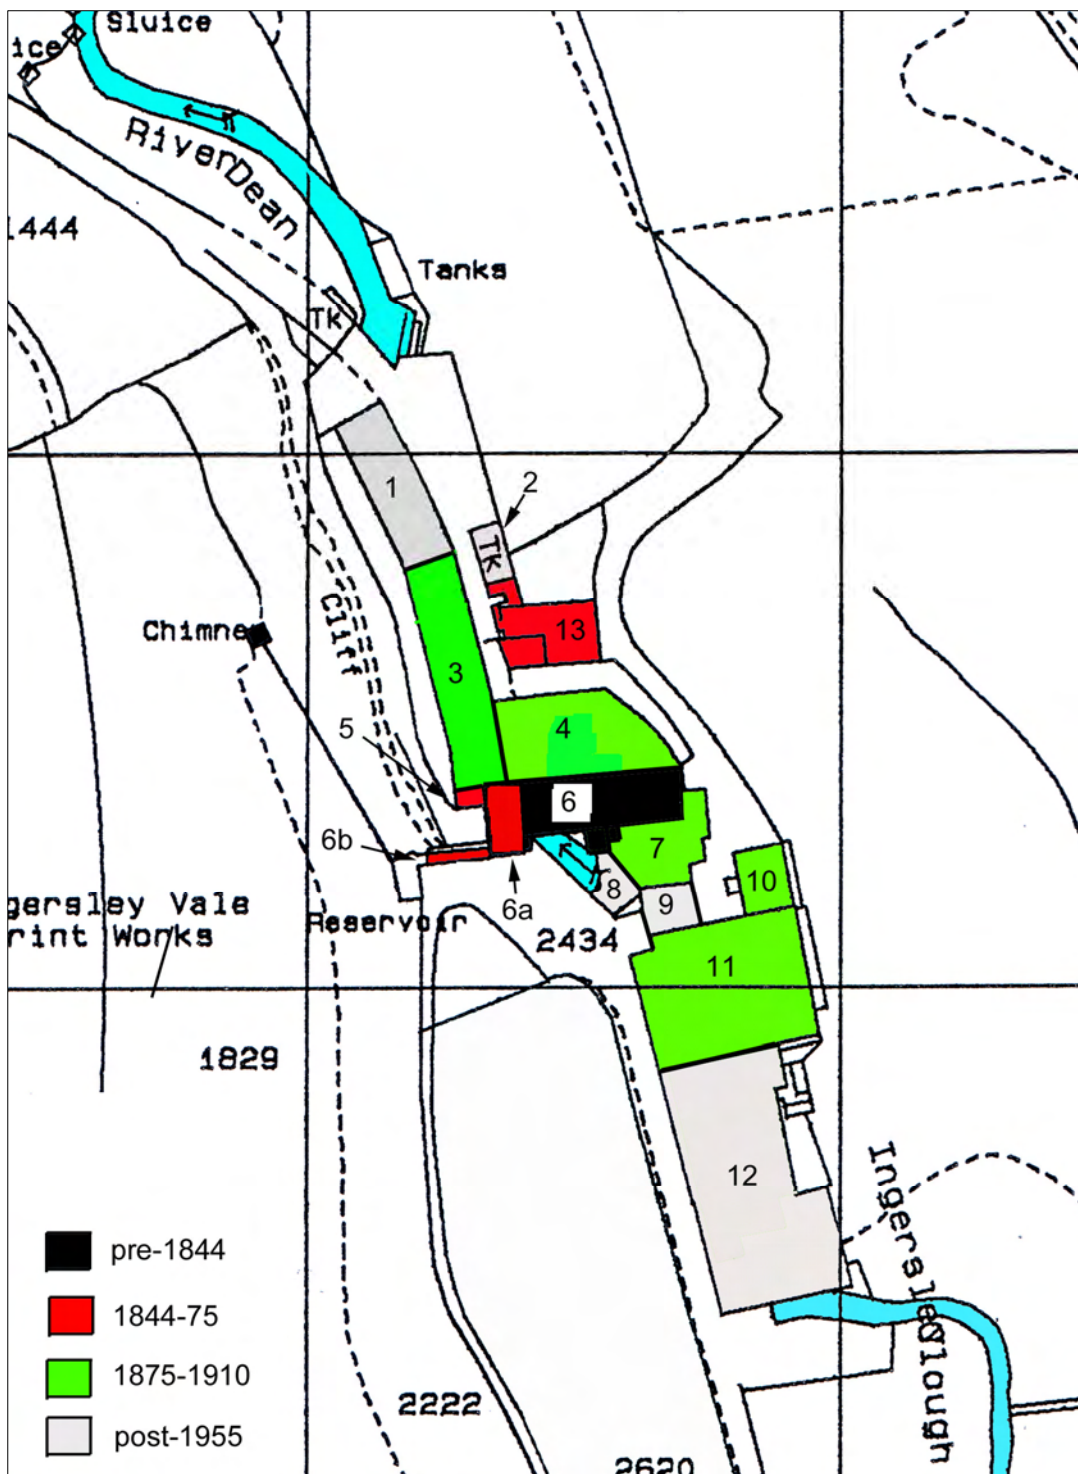 Sluice
ice
River Dean
1444
Tanks
Tk
1
2
Tk
Cliff
13
Chimney
3
4
5
6
6b
7
8
6a
9
10
gersley Vale
rint Works
Reservoir
2434
11
1829
12
Ingersley Clough
pre-1844
1844-75
1875-1910
post-1955
2222
2620